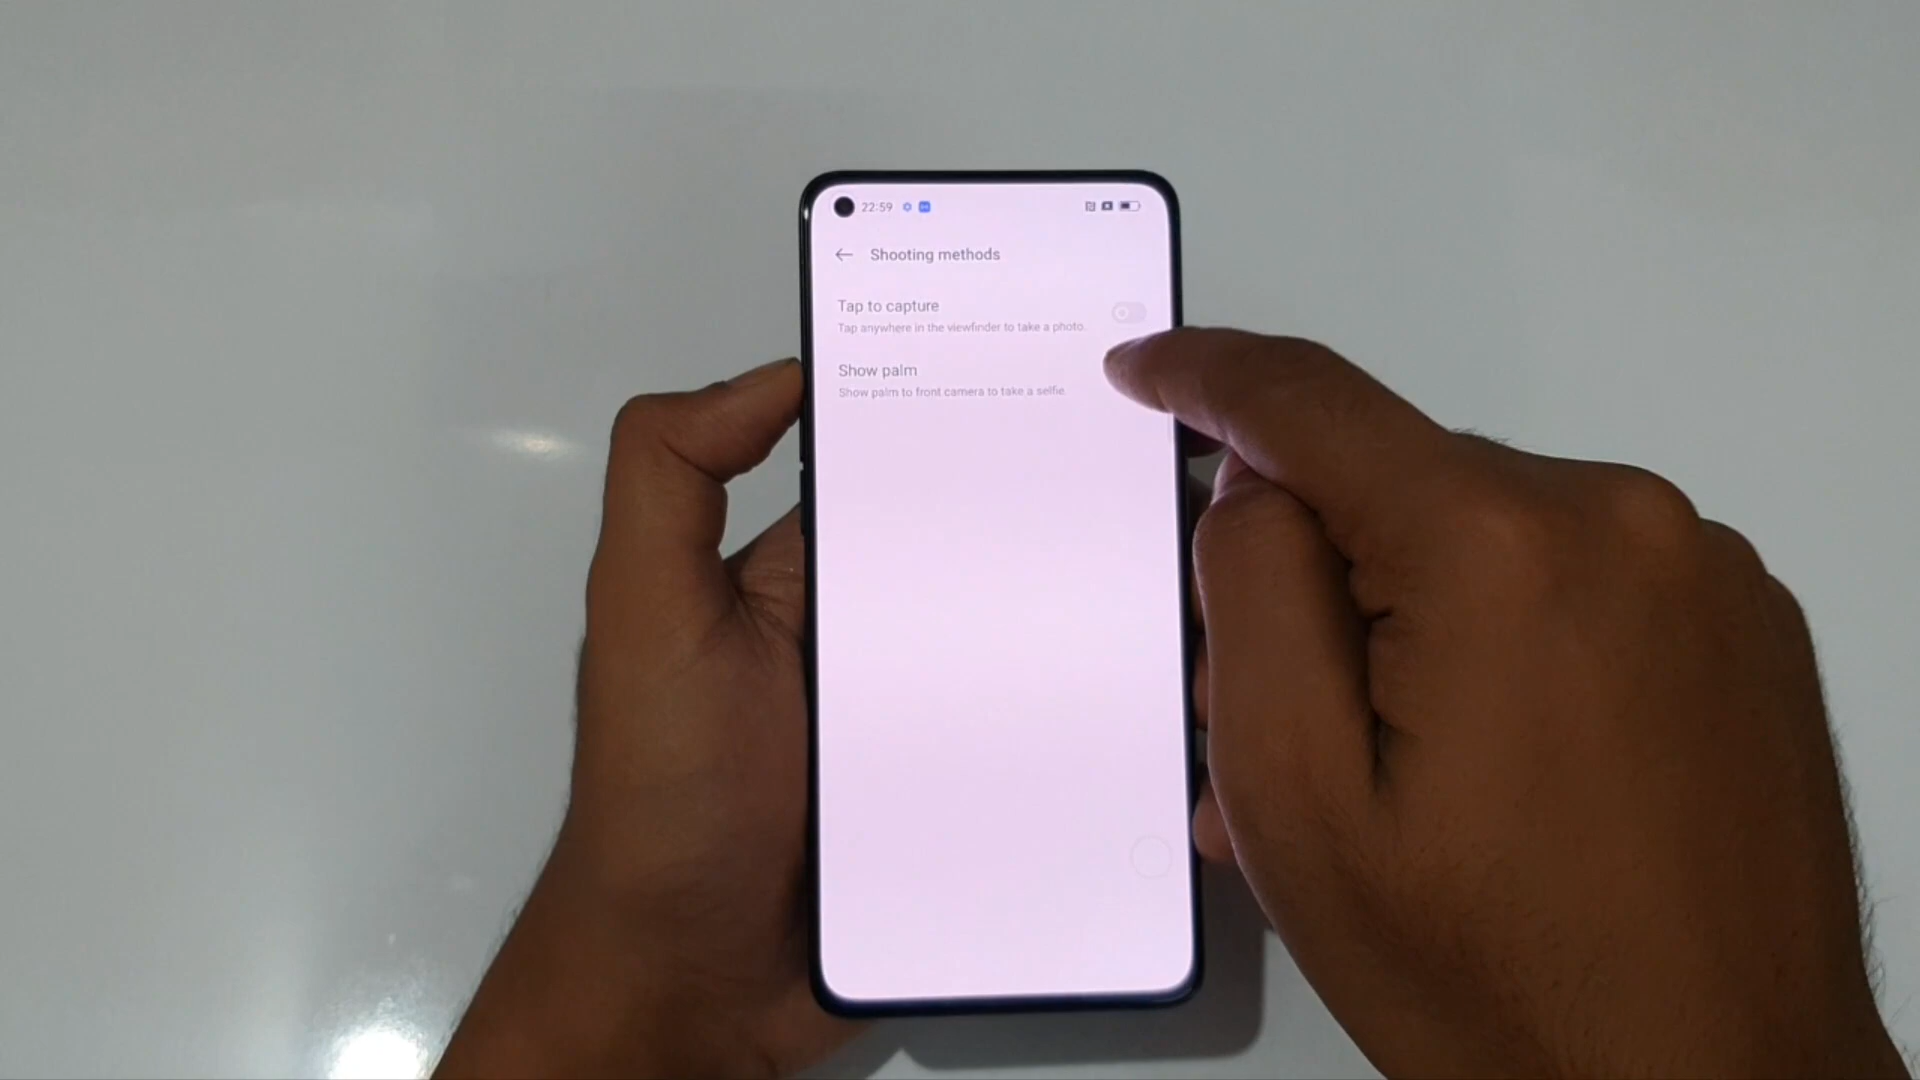 22:59
Shooting methods
Tap to capture
Tap anywhere in the viewfinder to take a photo.
Show palm
Show palm to front camera to take a selfie.